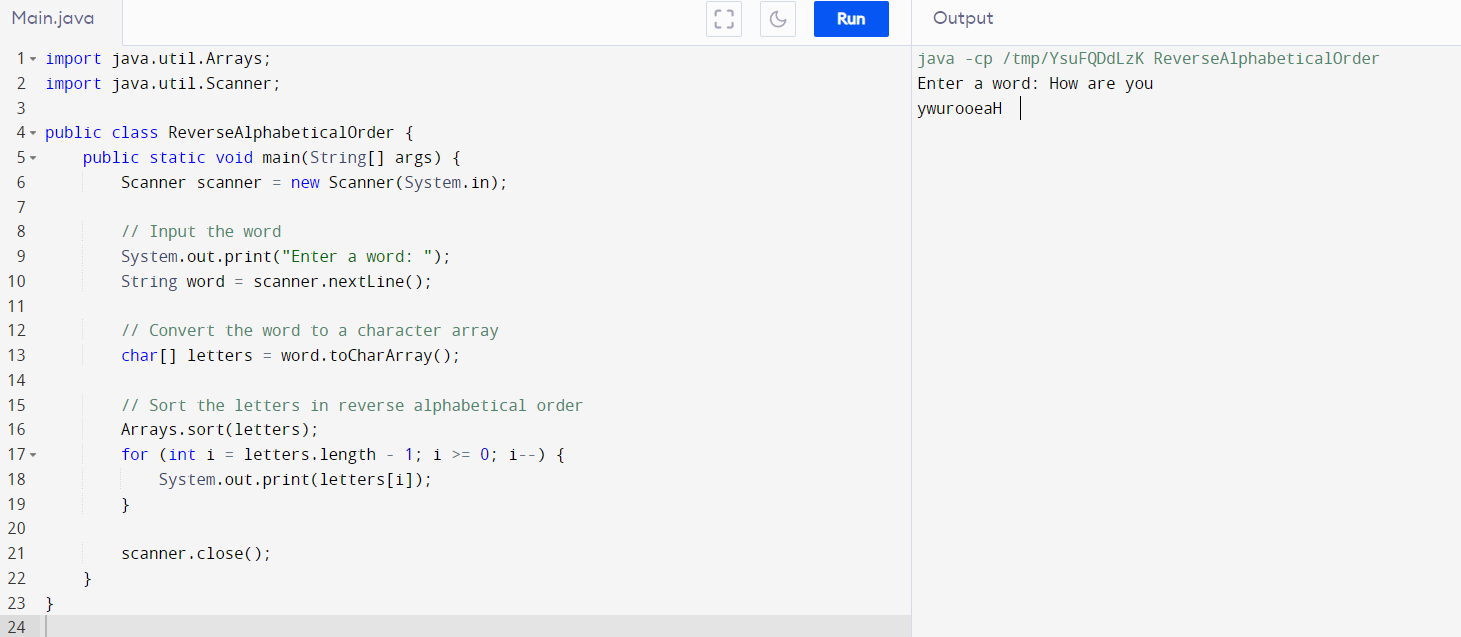 Main.java
Run
Output
1 import java.util.Arrays;
2 import java.util.Scanner;
3
4 public class ReverseAlphabeticalOrder {
5     public static void main(String[] args) {
6         Scanner scanner = new Scanner(System.in);
7
8         // Input the word
9         System.out.print("Enter a word: ");
10         String word = scanner.nextLine();
11
12         // Convert the word to a character array
13         char[] letters = word.toCharArray();
14
15         // Sort the letters in reverse alphabetical order
16         Arrays.sort(letters);
17         for (int i = letters.length - 1; i >= 0; i--) {
18             System.out.print(letters[i]);
19         }
20
21         scanner.close();
22     }
23 }
24
java -cp /tmp/YsuFQDdLzK ReverseAlphabeticalOrder
Enter a word: How are you
ywurooeaH